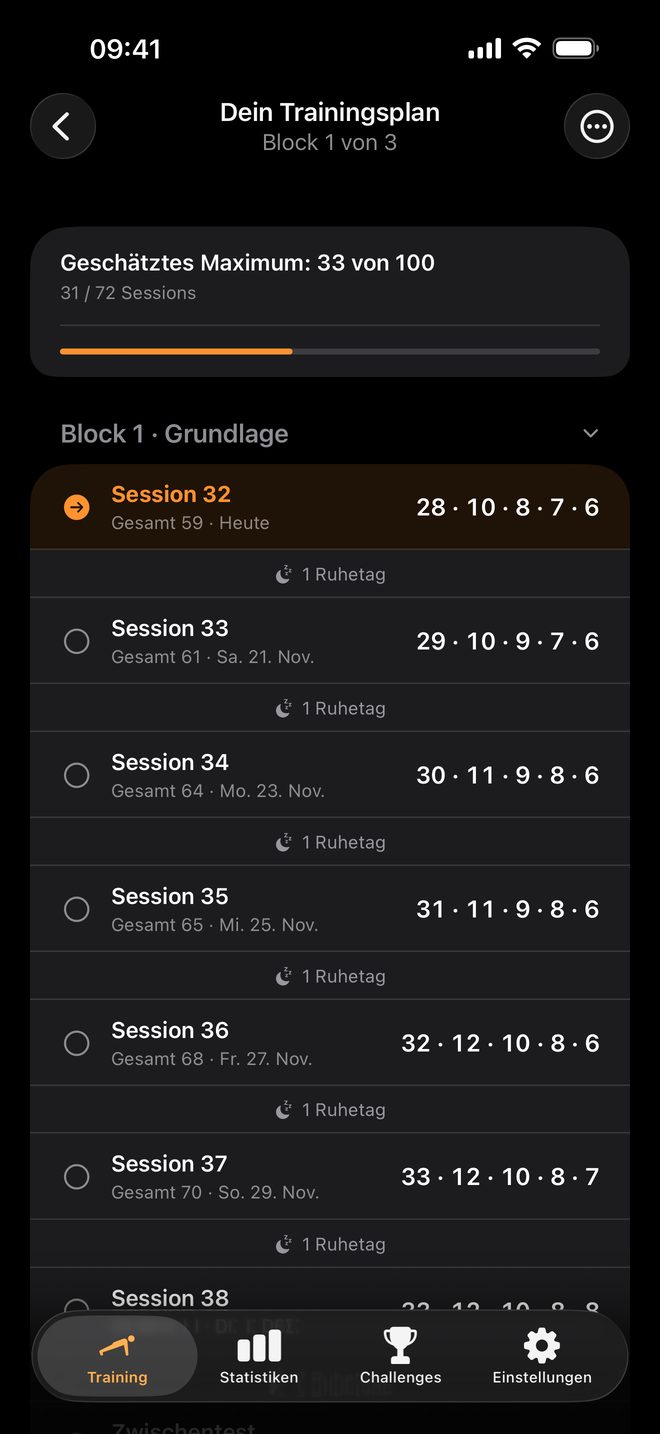 09:41
Dein Trainingsplan
Block 1 von 3
Geschätztes Maximum: 33 von 100
31 / 72 Sessions
Block 1 · Grundlage
Session 32
28 · 10 · 8 · 7 · 6
Gesamt 59 · Heute
1 Ruhetag
Session 33
29 · 10 · 9 · 7 · 6
Gesamt 61 · Sa. 21. Nov.
1 Ruhetag
Session 34
30 · 11 · 9 · 8 · 6
Gesamt 64 · Mo. 23. Nov.
1 Ruhetag
Session 35
31 · 11 · 9 · 8 · 6
Gesamt 65 · Mi. 25. Nov.
1 Ruhetag
Session 36
32 · 12 · 10 · 8 · 6
Gesamt 68 · Fr. 27. Nov.
1 Ruhetag
Session 37
33 · 12 · 10 · 8 · 7
Gesamt 70 · So. 29. Nov.
1 Ruhetag
Session 38
Training
Statistiken
Challenges
Einstellungen
Zwischentest